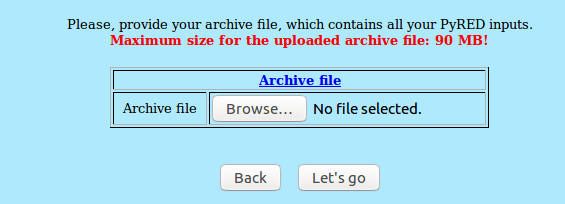 Please, provide your archive file, which contains all your PyRED inputs.
Maximum size for the uploaded archive file: 90 MB!
Archive file
Archive file Browse... No file selected.
Back Let's go